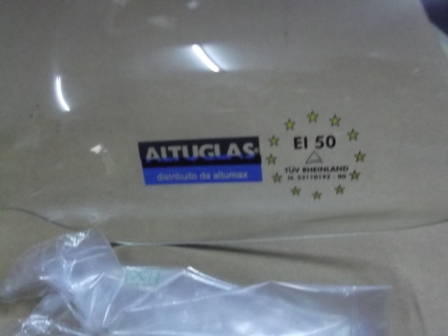 ALTUGLAS®
distribuito da altumax
EI 50
TÜV RHEINLAND